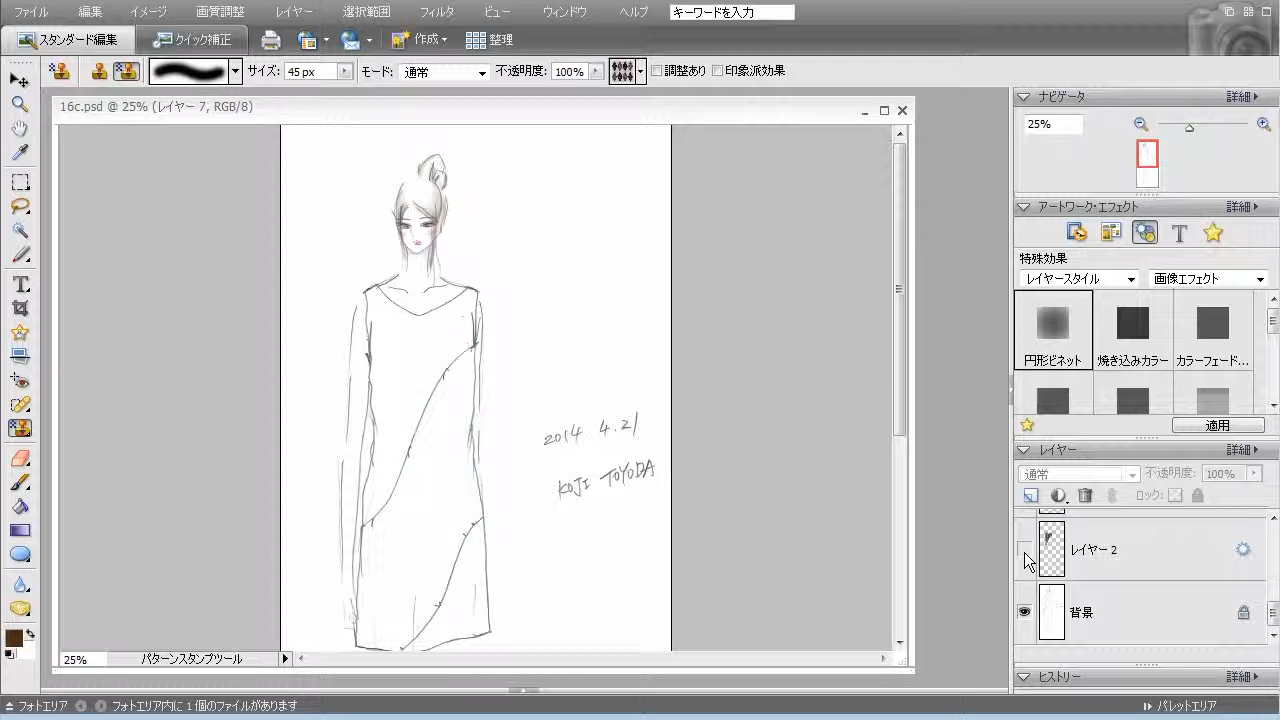 ファイル 編集 イメージ 画質調整 レイヤー 選択範囲 フィルタ ビュー ウィンドウ ヘルプ キーワードを入力
スタンダード編集 クイック補正 作成 整理
サイズ: 45 px モード: 通常 不透明度: 100% 調整あり 印象派効果
16c.psd @ 25% (レイヤー 7, RGB/8)
ナビゲータ 詳細
25%
アートワーク・エフェクト 詳細
特殊効果
レイヤースタイル 画像エフェクト
円形ビネット 焼き込みカラー カラーフェード...
適用
レイヤー 詳細
通常 不透明度: 100%
ロック:
レイヤー 2
背景
ヒストリー 詳細
2014 4.21
KOJI TOYODA
25% パターンスタンプツール
フォトエリア フォトエリア内に 1 個のファイルがあります パレットエリア